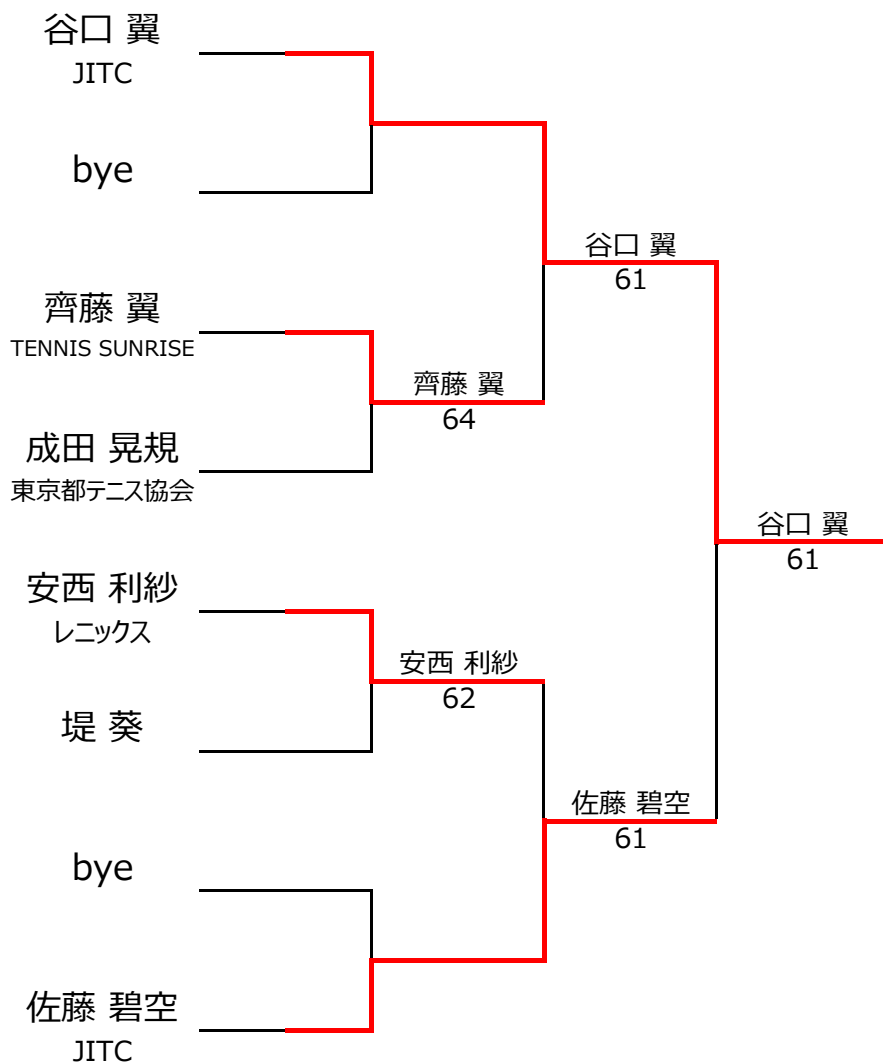 谷口 翼
JITC
bye
谷口 翼
61
齊藤 翼
TENNIS SUNRISE
齊藤 翼
64
成田 晃規
東京都テニス協会
谷口 翼
61
安西 利紗
レニックス
安西 利紗
62
堤 葵
佐藤 碧空
61
bye
佐藤 碧空
JITC